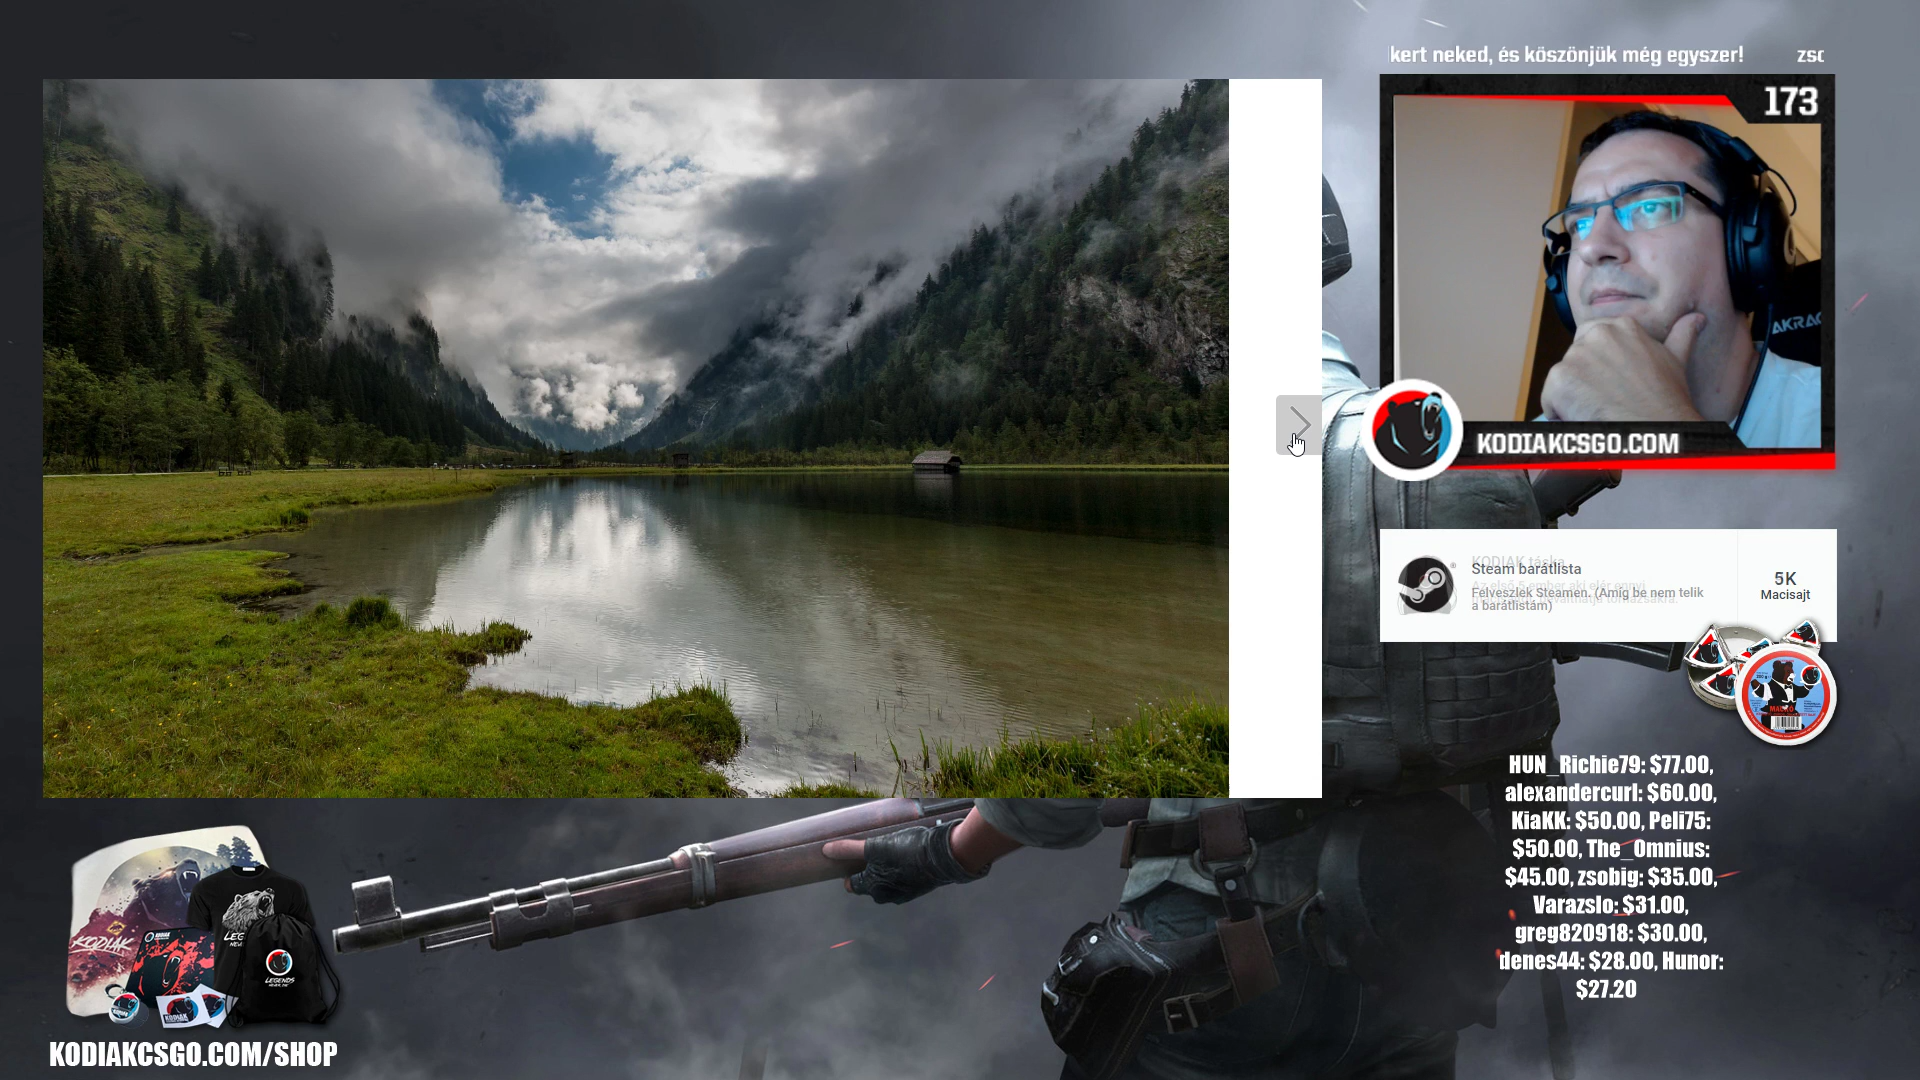 kert neked, és köszönjük még egyszer!
173
AKRAC
KODIAKCSGO.COM
Steam barátlista
Felveszlek Steamen. (Amíg be nem telik
a barátlistám)
KODIAK táska
5K
Macisajt
HUN_Richie79: $77.00,
alexandercurl: $60.00,
KiaKK: $50.00, Peli75:
$50.00, The_Omnius:
$45.00, zsobig: $35.00,
Varazslo: $31.00,
greg820918: $30.00,
denes44: $28.00, Hunor:
$27.20
KODIAK
LEGENDS
KODIAKCSGO.COM/SHOP